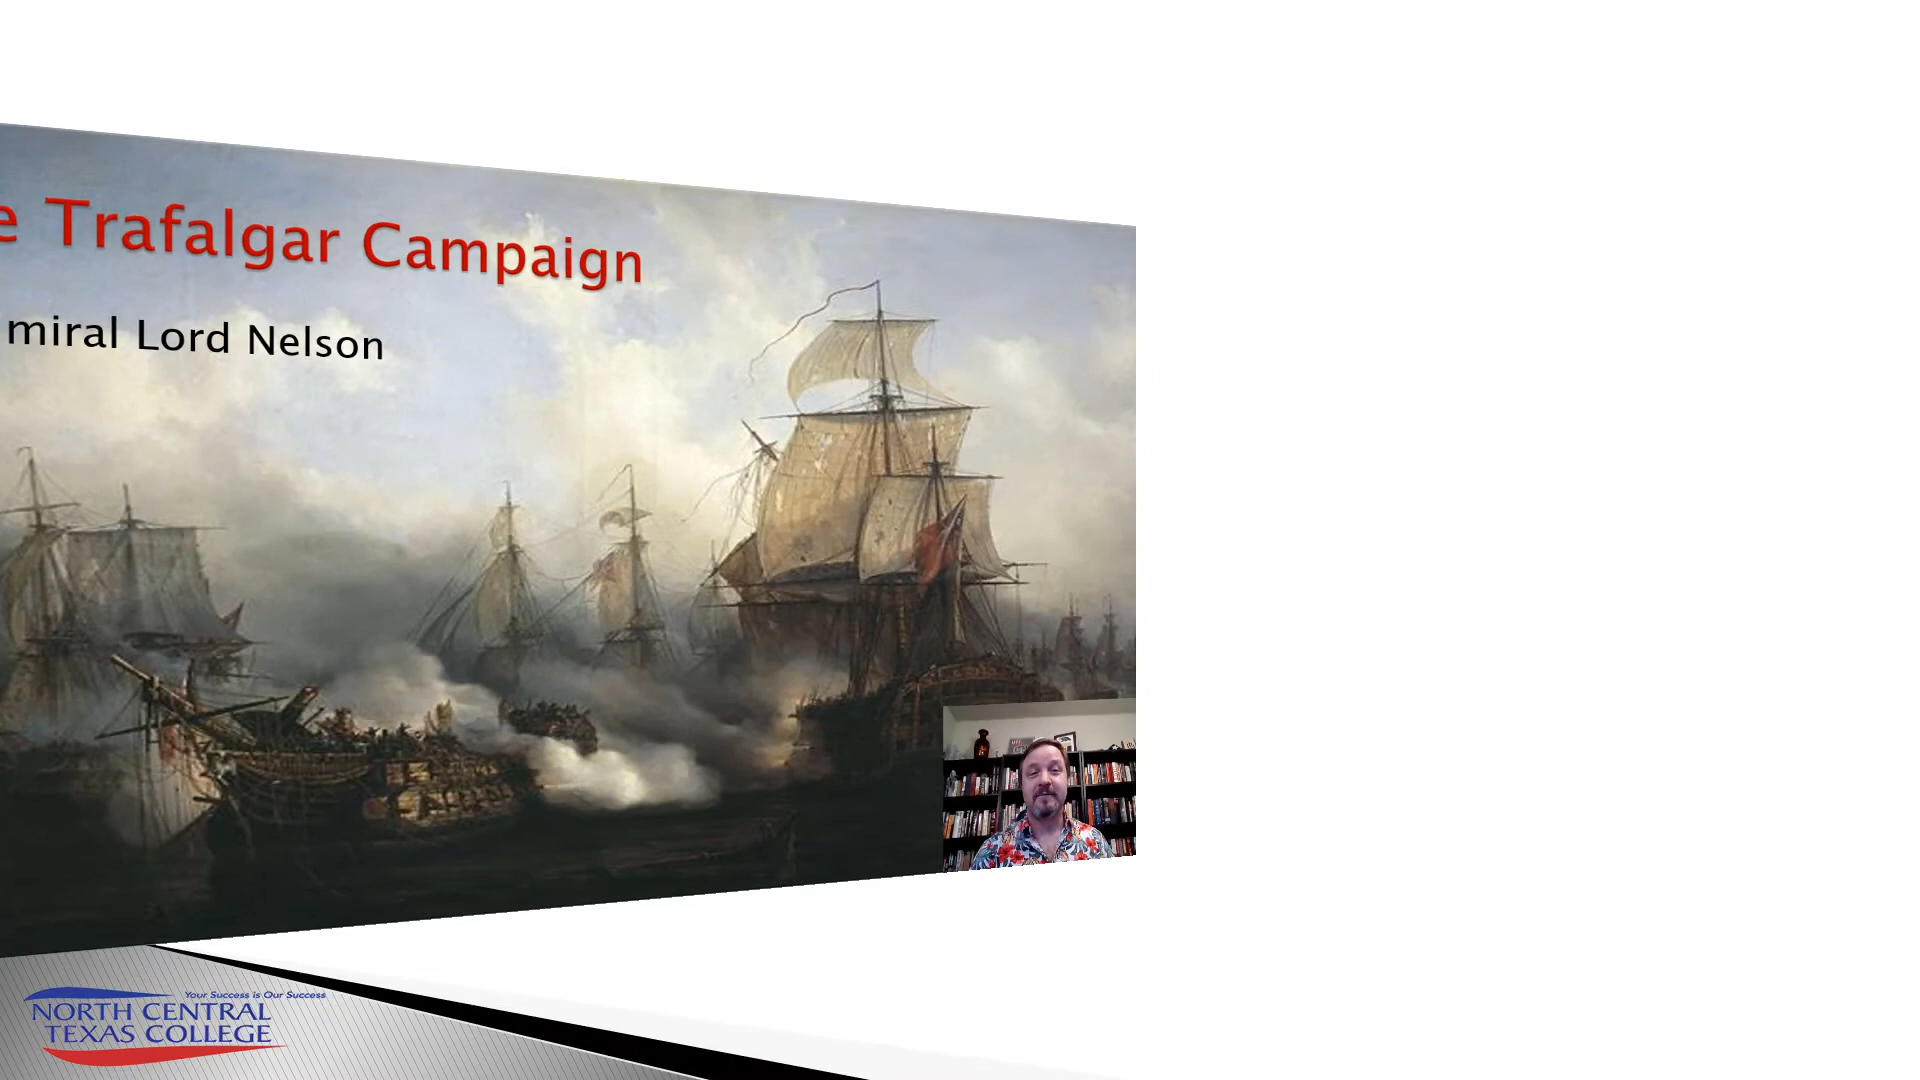 e Trafalgar Campaign
miral Lord Nelson
Your Success is Our Success
NORTH CENTRAL
TEXAS COLLEGE